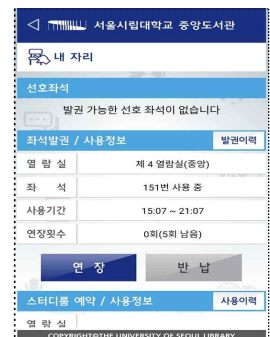 서울시립대학교 중앙도서관
내 자리
선호좌석
발권 가능한 선호 좌석이 없습니다
좌석발권 / 사용정보 발권이력
열 람 실 제 4 열람실(중앙)
좌 석 151번 사용 중
사용기간 15:07 ~ 21:07
연장횟수 0회(5회 남음)
연 장 반 납
스터디룸 예약 / 사용정보 사용이력
열 람 실
COPYRIGHT©THE UNIVERSITY OF SEOUL LIBRARY